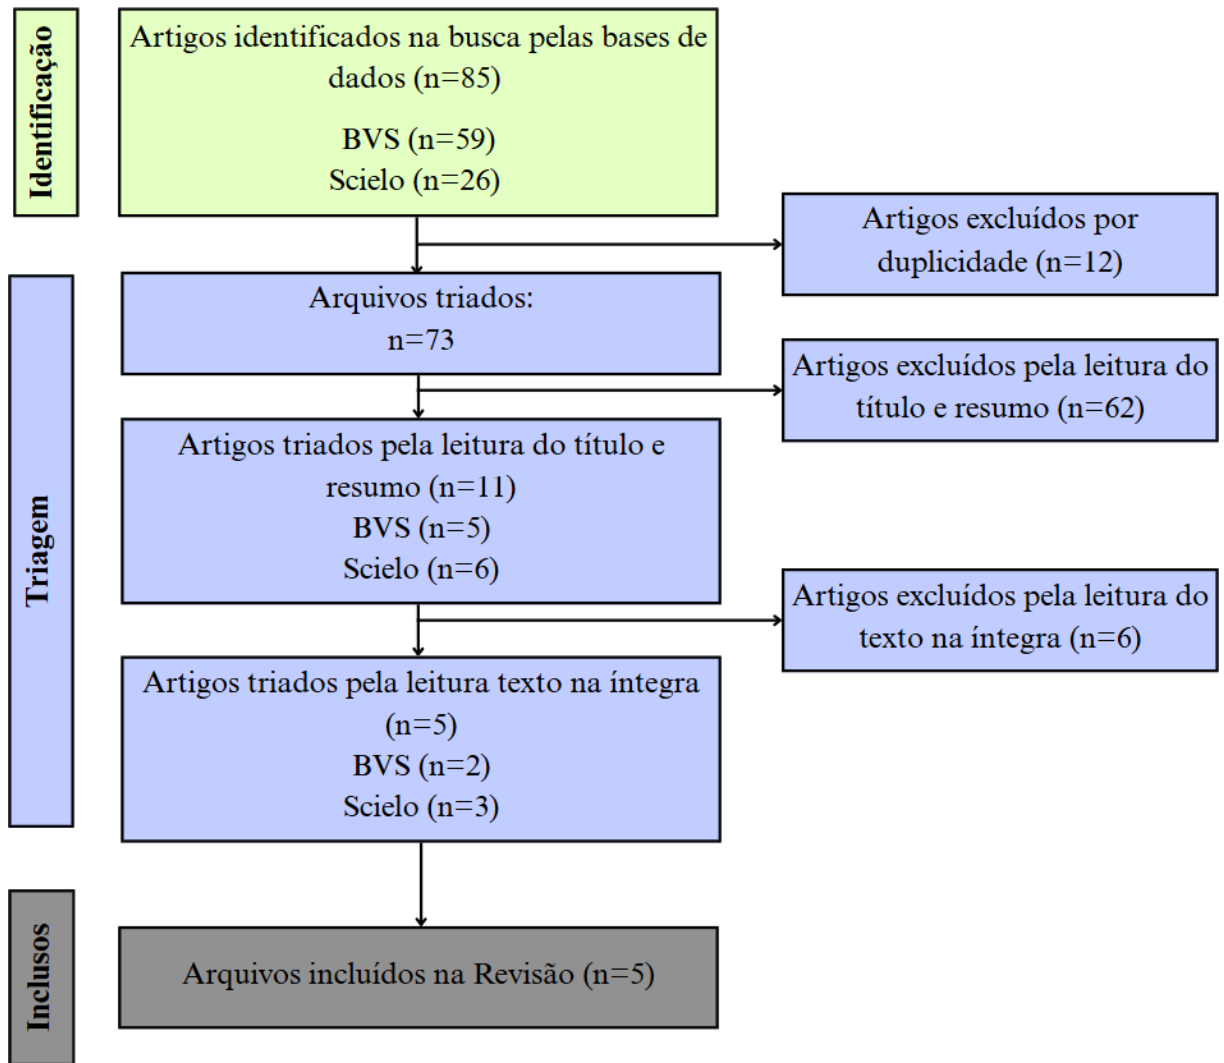 Identificação
Artigos identificados na busca pelas bases de
dados (n=85)
BVS (n=59)
Scielo (n=26)
Artigos excluídos por
duplicidade (n=12)
Triagem
Arquivos triados:
n=73
Artigos excluídos pela leitura do
título e resumo (n=62)
Artigos triados pela leitura do título e
resumo (n=11)
BVS (n=5)
Scielo (n=6)
Artigos excluídos pela leitura do
texto na íntegra (n=6)
Artigos triados pela leitura texto na íntegra
(n=5)
BVS (n=2)
Scielo (n=3)
Inclusos
Arquivos incluídos na Revisão (n=5)